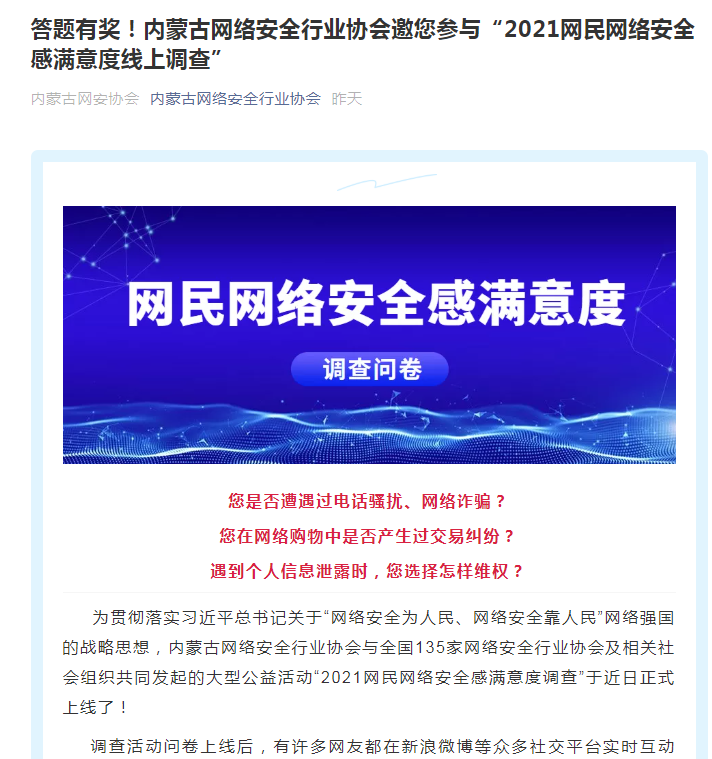 答题有奖！内蒙古网络安全行业协会邀您参与“2021网民网络安全
感满意度线上调查”
内蒙古网安协会 内蒙古网络安全行业协会 昨天
网民网络安全感满意度
调查问卷
您是否遭遇过电话骚扰、网络诈骗？
您在网络购物中是否产生过交易纠纷？
遇到个人信息泄露时，您选择怎样维权？
为贯彻落实习近平总书记关于“网络安全为人民、网络安全靠人民”网络强国
的战略思想，内蒙古网络安全行业协会与全国135家网络安全行业协会及相关社
会组织共同发起的大型公益活动“2021网民网络安全感满意度调查”于近日正式
上线了！
调查活动问卷上线后，有许多网友都在新浪微博等众多社交平台实时互动